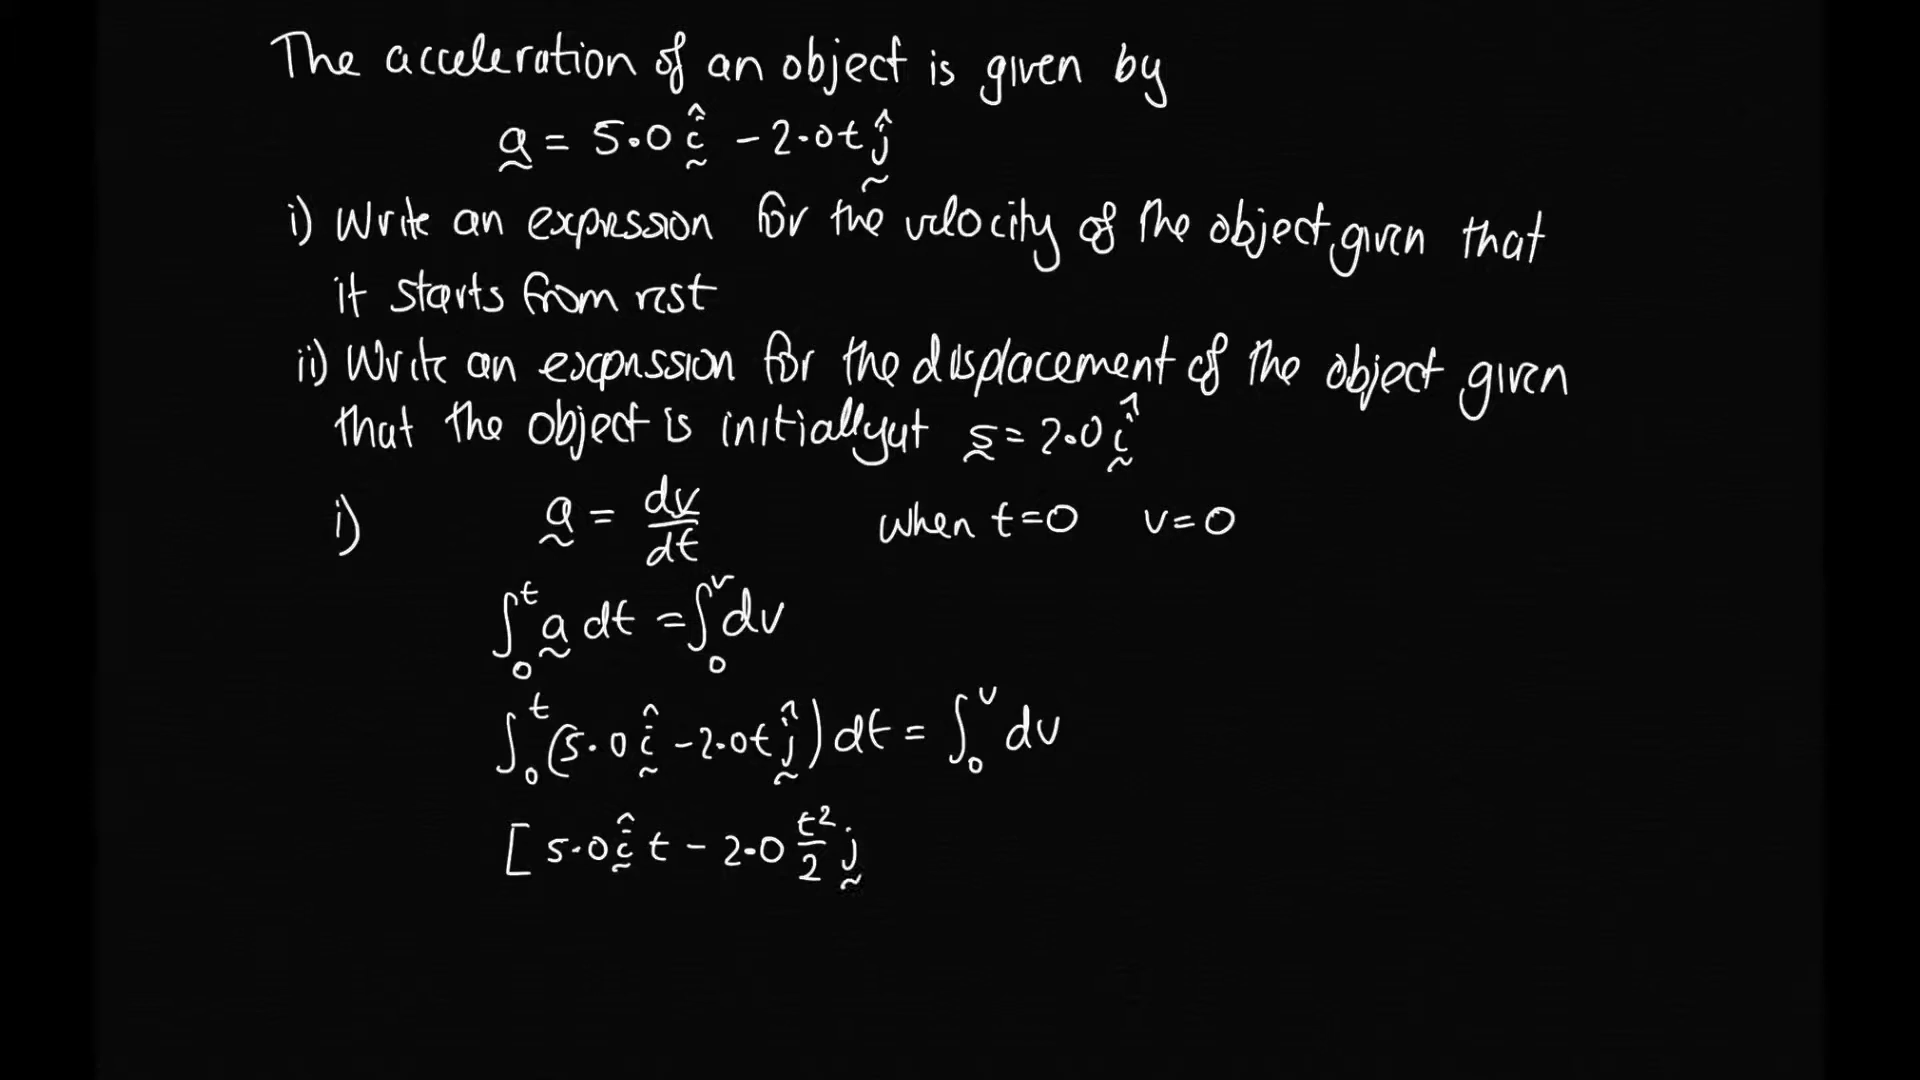 The acceleration of an object is given by
a = 5.0 î - 2.0t ĵ
i) Write an expression for the velocity of the object, given that
it starts from rest
ii) Write an expression for the displacement of the object given
that the object is initially at s = 2.0 î
i) a = dv/dt when t=0 v=0
∫₀ᵗ a dt = ∫₀ᵛ dv
∫₀ᵗ (5.0 î - 2.0t ĵ) dt = ∫₀ᵛ dv
[ 5.0 î t - 2.0 t²/2 j